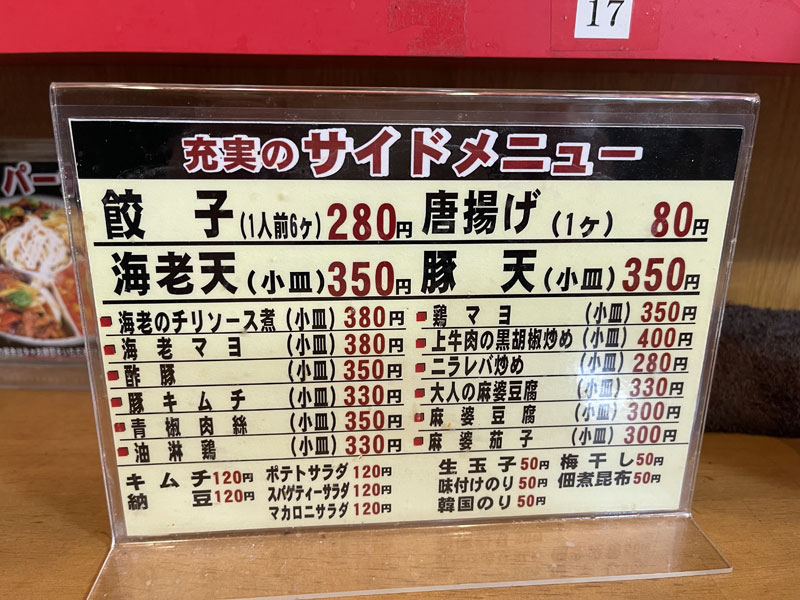 17
パー
充実のサイドメニュー
餃子(1人前6ヶ)280円 唐揚げ(1ヶ) 80円
海老天(小皿)350円 豚天(小皿)350円
海老のチリソース煮(小皿)380円 鶏マヨ(小皿)350円
海老マヨ(小皿)380円 上牛肉の黒胡椒炒め(小皿)400円
酢豚(小皿)350円 ニラレバ炒め(小皿)280円
豚キムチ(小皿)330円 大人の麻婆豆腐(小皿)330円
青椒肉絲(小皿)350円 麻婆豆腐(小皿)300円
油淋鶏(小皿)330円 麻婆茄子(小皿)300円
キムチ120円 ポテトサラダ120円 生玉子50円 梅干し50円
納豆120円 スパゲティーサラダ120円 味付けのり50円 佃煮昆布50円
マカロニサラダ120円 韓国のり50円